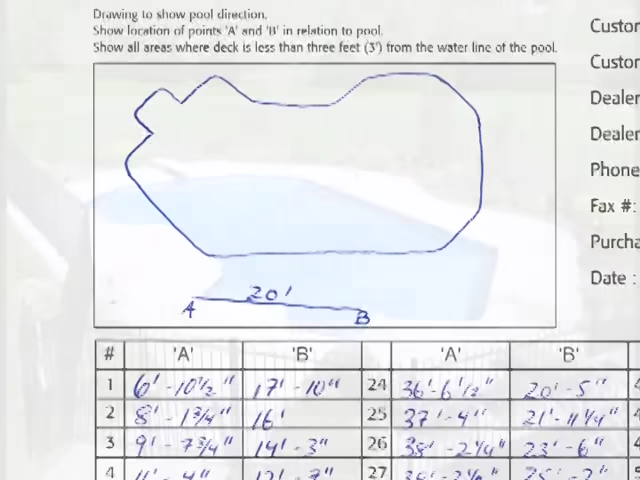 Drawing to show pool direction.
Show location of points 'A' and 'B' in relation to pool.
Show all areas where deck is less than three feet (3') from the water line of the pool.
Custom
Custom
Dealer
Dealer
Phone
Fax #:
Purcha
Date :
20'
A B
# 'A' 'B' 'A' 'B'
1 6'-10½" 17'-10" 24 36'-6½" 20'-5"
2 8'-1¾" 16' 25 37'-4" 21'-11¼"
3 9'-7¾" 14'-3" 26 38'-2¼" 23'-6"
4 11'-4" 12'-7" 27